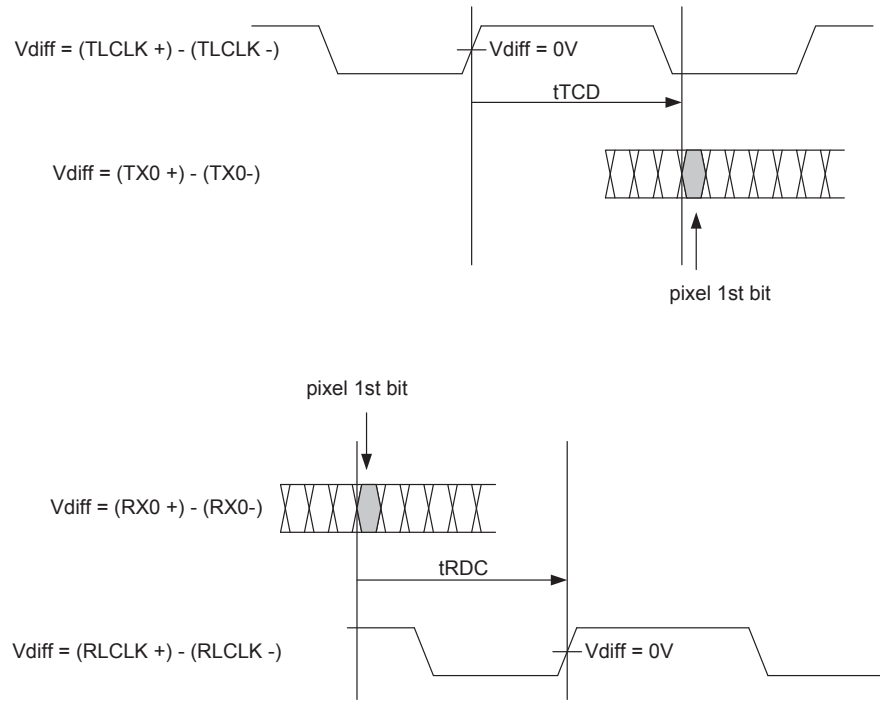 Vdiff = (TLCLK +) - (TLCLK -)
Vdiff = 0V
tTCD
Vdiff = (TX0 +) - (TX0-)
pixel 1st bit
pixel 1st bit
Vdiff = (RX0 +) - (RX0-)
tRDC
Vdiff = (RLCLK +) - (RLCLK -)
Vdiff = 0V